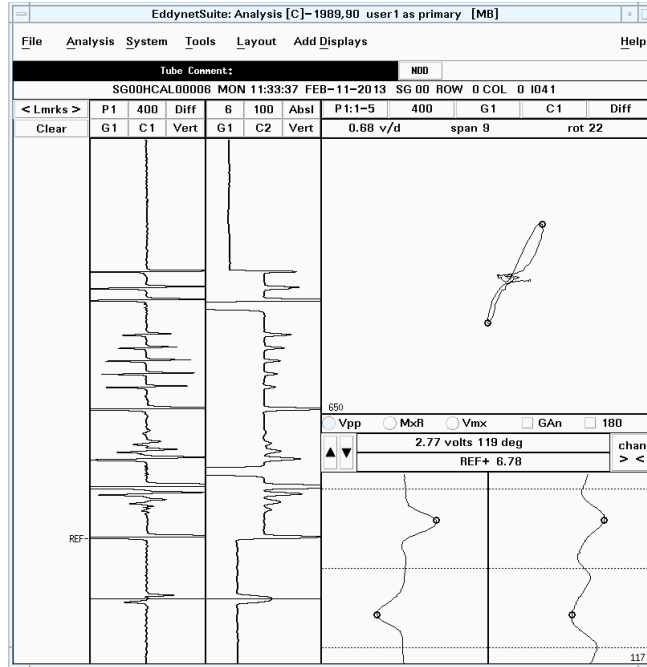 EddynetSuite: Analysis [C]-1989,90 user1 as primary [MB]
File Analysis System Tools Layout Add Displays Help
Tube Comment: NDD
SG00HCAL00006 MON 11:33:37 FEB-11-2013 SG 00 ROW 0 COL 0 I041
< Lmrks > P1 400 Diff 6 100 Absl P1:1-5 400 G1 C1 Diff
Clear G1 C1 Vert G1 C2 Vert 0.68 v/d span 9 rot 22
650
Vpp MxR Vmx GAn 180
2.77 volts 119 deg chan
REF+ 6.78 > <
REF-
117